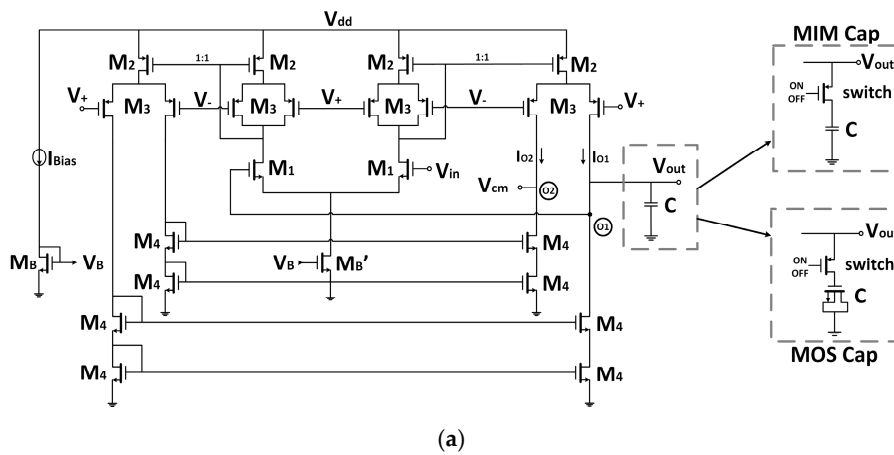 Vdd
MIM Cap
M2
1:1
M2
M2
1:1
M2
Vout
ON
OFF
switch
C
V+
M3
V-
M3
V+
M3
V-
M3
V+
IBias
M1
M1
Vin
IO2
IO1
Vout
Vcm
O2
C
O1
Vout
M4
M4
ON
OFF
switch
MB
VB
VB
MB'
M4
M4
C
M4
M4
MOS Cap
M4
M4
(a)